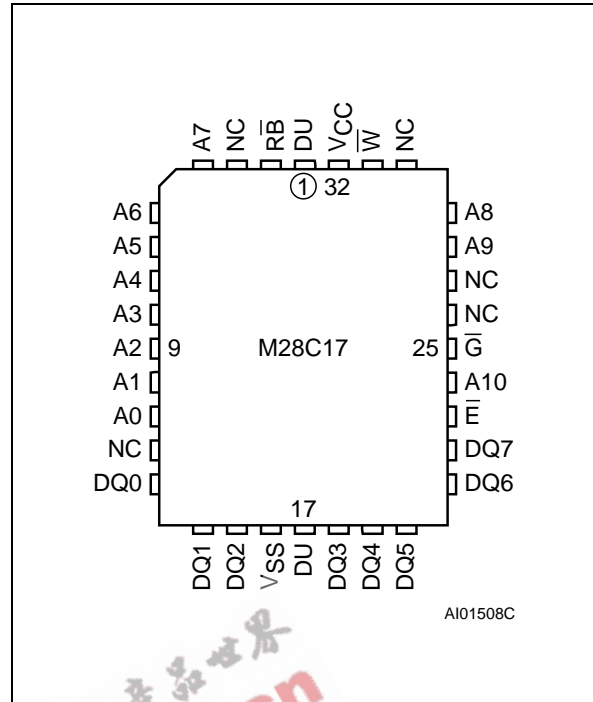 A7 NC R̅B̅ DU VCC W̅ NC
1 32
A6 A8
A5 A9
A4 NC
A3 NC
A2 9 M28C17 25 G̅
A1 A10
A0 E̅
NC DQ7
DQ0 DQ6
17
DQ1 DQ2 VSS DU DQ3 DQ4 DQ5
AI01508C